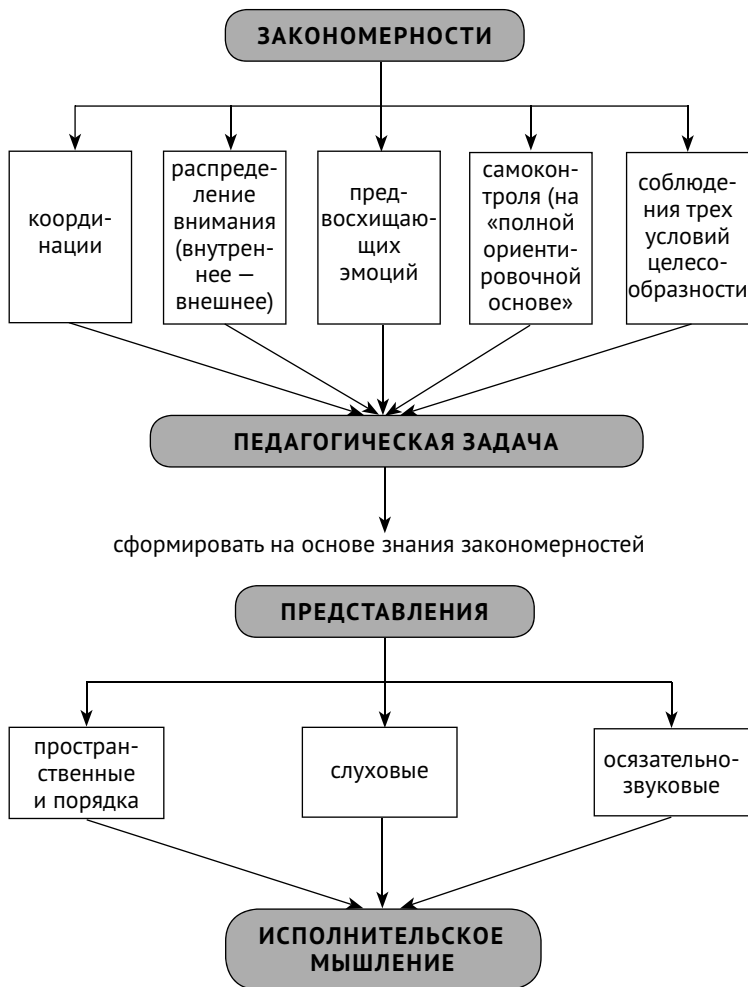 ЗАКОНОМЕРНОСТИ
коорди-
нации
распреде-
ление
внимания
(внутрен-
нее —
внешнее)
пред-
восхищаю-
щих
эмоций
самокон-
троля (на
«полной
ориенти-
ровочной
основе»
соблюде-
ния трех
условий
целесо-
образности
ПЕДАГОГИЧЕСКАЯ ЗАДАЧА
сформировать на основе знания закономерностей
ПРЕДСТАВЛЕНИЯ
простран-
ственные
и порядка
слуховые
осязательно-
звуковые
ИСПОЛНИТЕЛЬСКОЕ
МЫШЛЕНИЕ